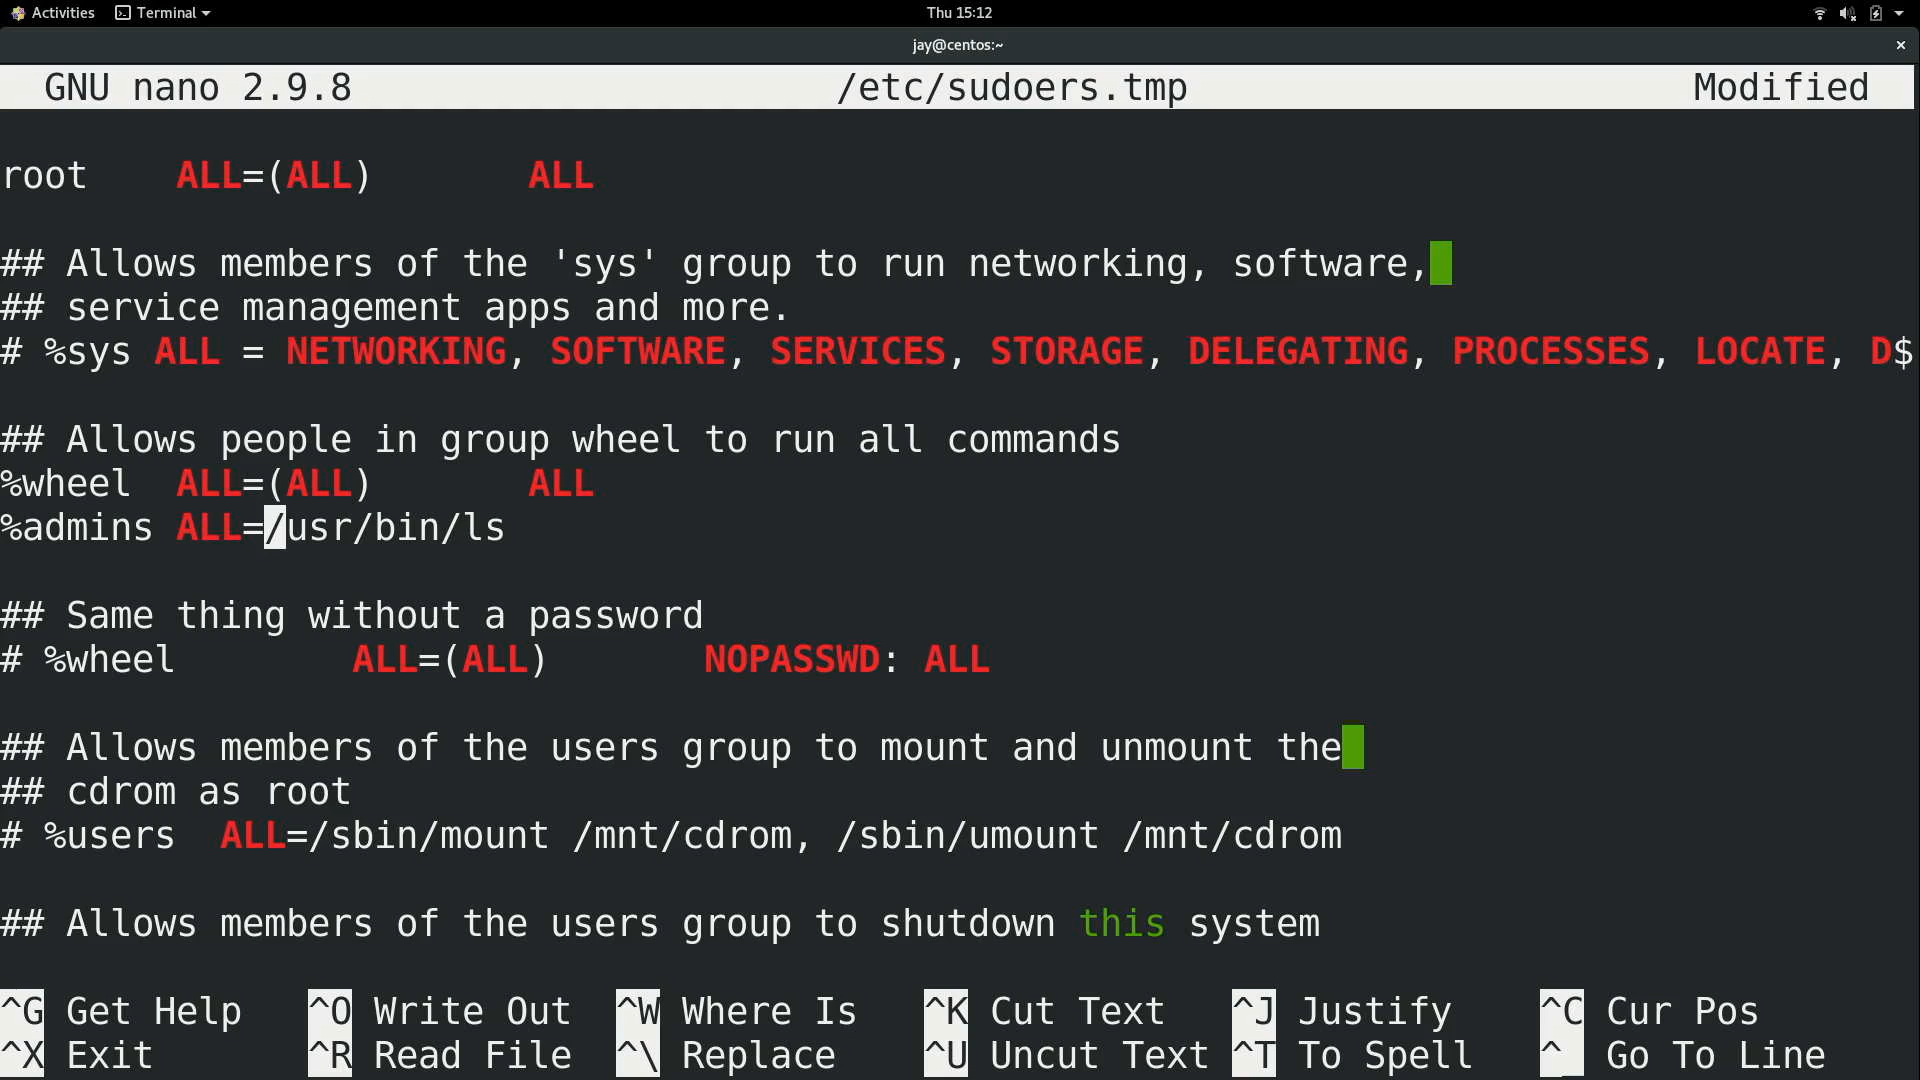 Activities Terminal Thu 15:12
jay@centos:~ ×
GNU nano 2.9.8 /etc/sudoers.tmp Modified
root ALL=(ALL) ALL
## Allows members of the 'sys' group to run networking, software,
## service management apps and more.
# %sys ALL = NETWORKING, SOFTWARE, SERVICES, STORAGE, DELEGATING, PROCESSES, LOCATE, D$
## Allows people in group wheel to run all commands
%wheel ALL=(ALL) ALL
%admins ALL=/usr/bin/ls
## Same thing without a password
# %wheel ALL=(ALL) NOPASSWD: ALL
## Allows members of the users group to mount and unmount the
## cdrom as root
# %users ALL=/sbin/mount /mnt/cdrom, /sbin/umount /mnt/cdrom
## Allows members of the users group to shutdown this system
^G Get Help ^O Write Out ^W Where Is ^K Cut Text ^J Justify ^C Cur Pos
^X Exit ^R Read File ^\ Replace ^U Uncut Text ^T To Spell ^_ Go To Line